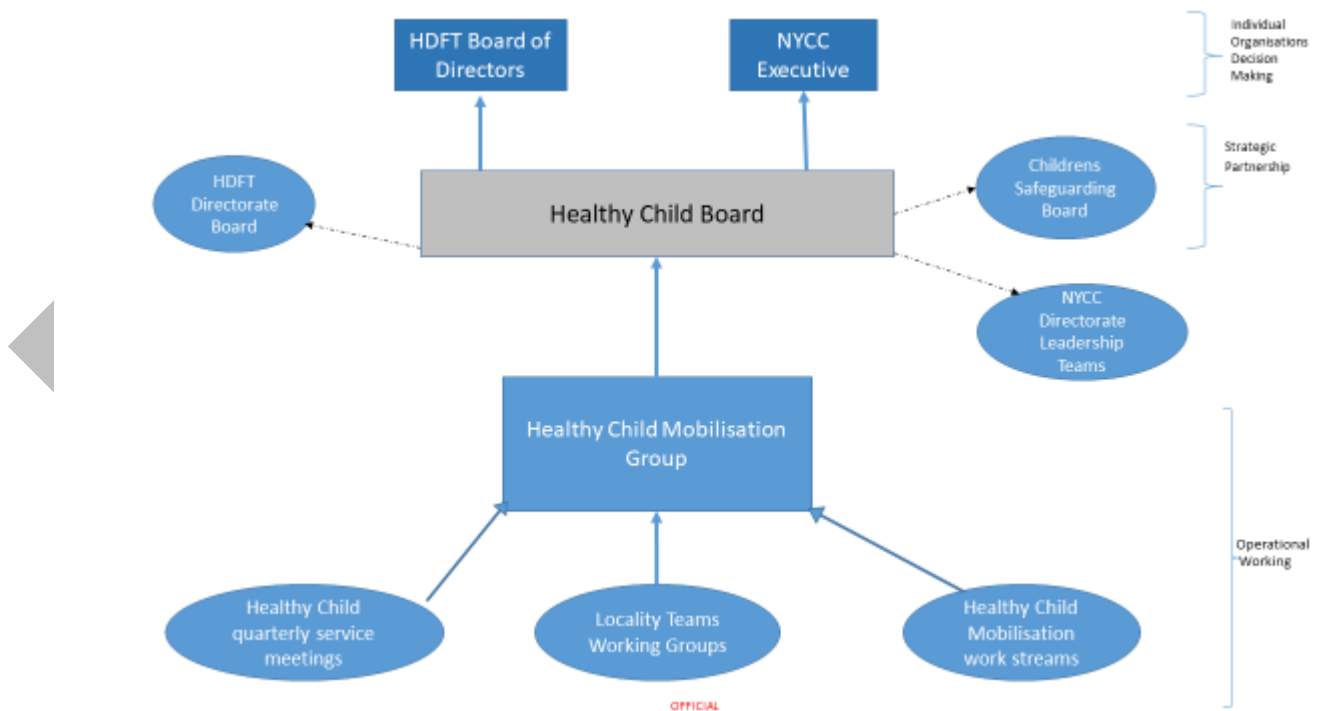 HDFT Board of
Directors
NYCC
Executive
Individual
Organisations
Decision
Making
HDFT
Directorate
Board
Healthy Child Board
Childrens
Safeguarding
Board
Strategic
Partnership
NYCC
Directorate
Leadership
Teams
Healthy Child Mobilisation
Group
Operational
Working
Healthy Child
quarterly service
meetings
Locality Teams
Working Groups
Healthy Child
Mobilisation
work streams
OFFICIAL